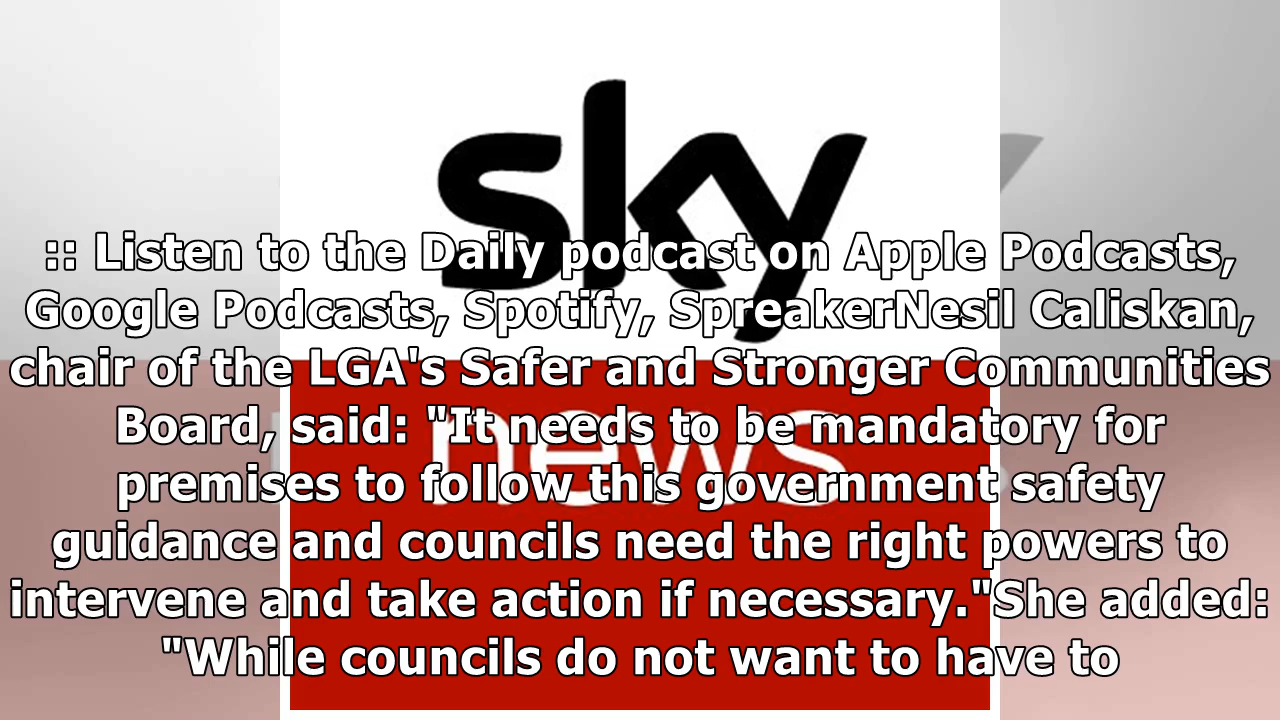 sky
:: Listen to the Daily podcast on Apple Podcasts,
Google Podcasts, Spotify, SpreakerNesil Caliskan,
chair of the LGA's Safer and Stronger Communities
Board, said: "It needs to be mandatory for
news
premises to follow this government safety
guidance and councils need the right powers to
intervene and take action if necessary."She added:
"While councils do not want to have to